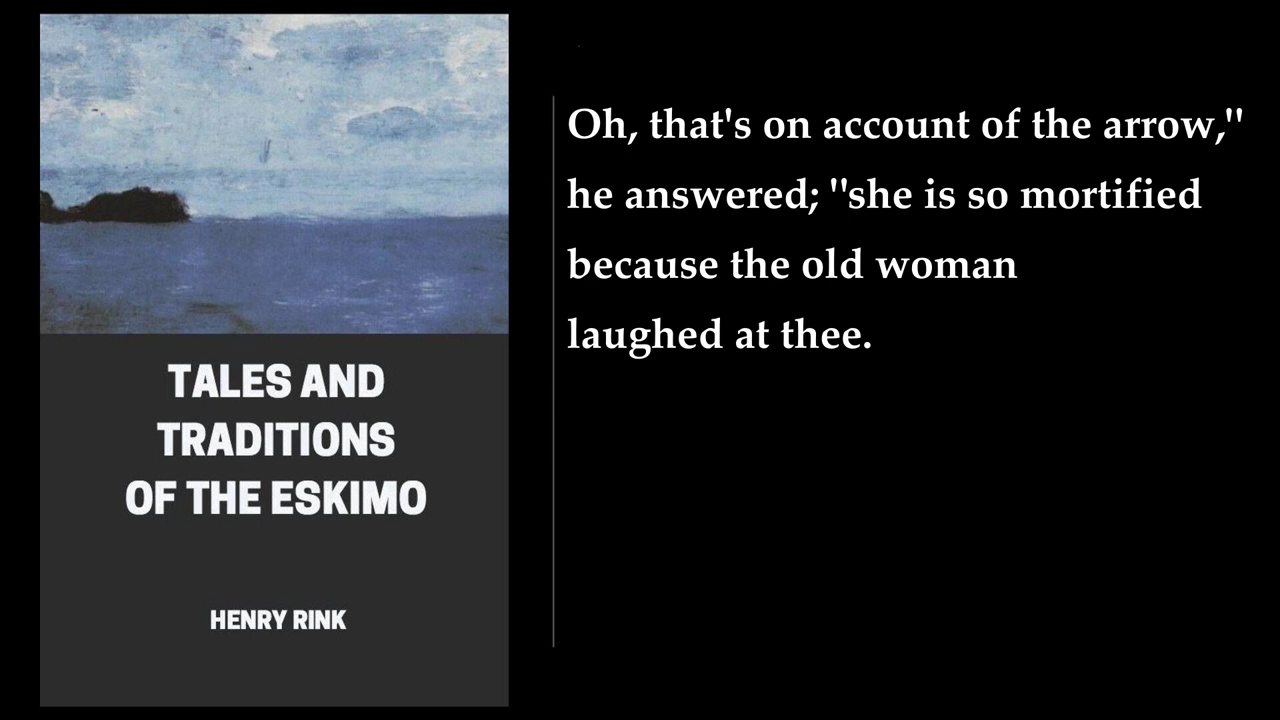 TALES AND
TRADITIONS
OF THE ESKIMO
HENRY RINK
Oh, that's on account of the arrow,"
he answered; "she is so mortified
because the old woman
laughed at thee.